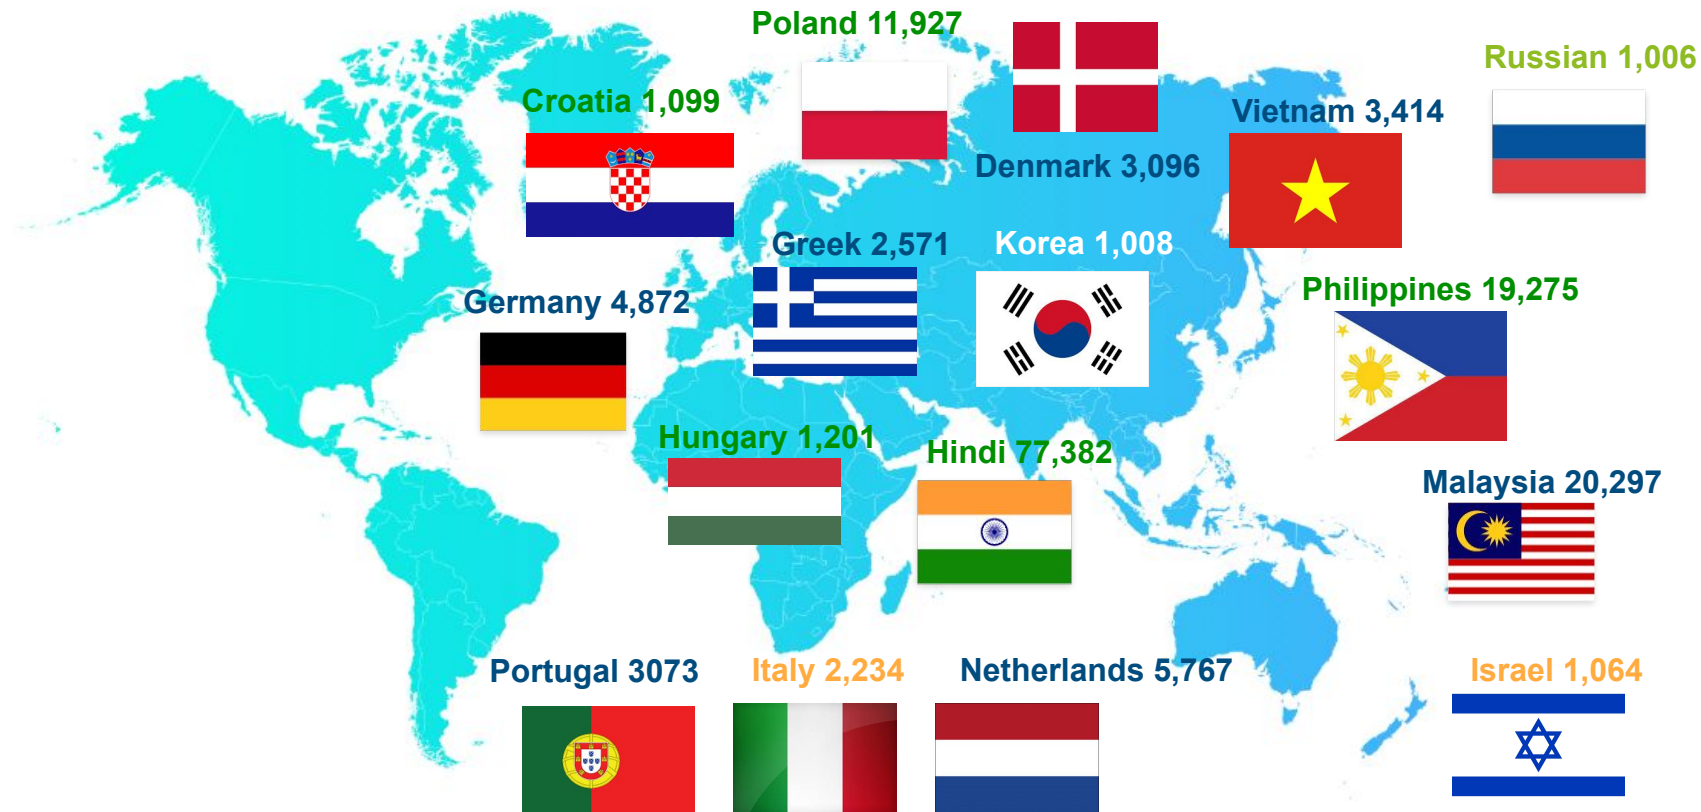 Poland 11,927
Russian 1,006
Croatia 1,099
Vietnam 3,414
Denmark 3,096
Greek 2,571
Korea 1,008
Germany 4,872
Philippines 19,275
Hungary 1,201
Hindi 77,382
Malaysia 20,297
Portugal 3073
Italy 2,234
Netherlands 5,767
Israel 1,064